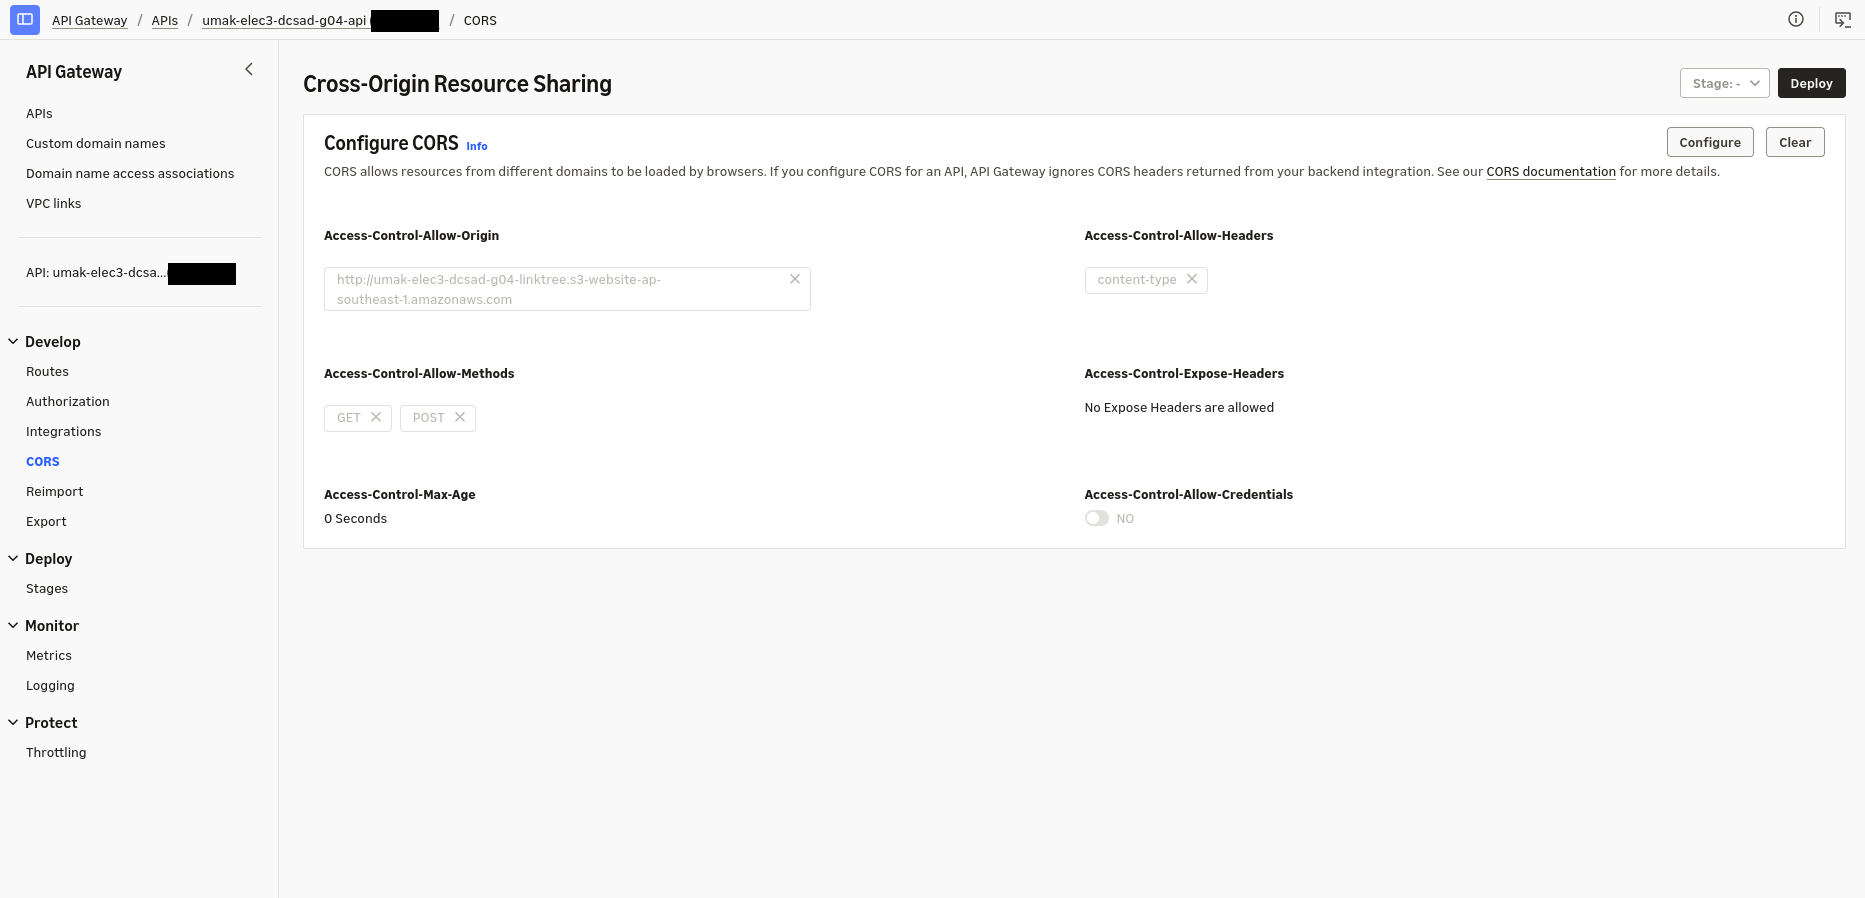 API Gateway / APIs / umak-elec3-dcsad-g04-api ( / CORS
API Gateway
APIs
Custom domain names
Domain name access associations
VPC links
API: umak-elec3-dcsa...(
Develop
Routes
Authorization
Integrations
CORS
Reimport
Export
Deploy
Stages
Monitor
Metrics
Logging
Protect
Throttling
Cross-Origin Resource Sharing
Stage: -
Deploy
Configure CORS Info
Configure
Clear
CORS allows resources from different domains to be loaded by browsers. If you configure CORS for an API, API Gateway ignores CORS headers returned from your backend integration. See our CORS documentation for more details.
Access-Control-Allow-Origin
http://umak-elec3-dcsad-g04-linktree.s3-website-ap-
southeast-1.amazonaws.com
Access-Control-Allow-Headers
content-type
Access-Control-Allow-Methods
GET
POST
Access-Control-Expose-Headers
No Expose Headers are allowed
Access-Control-Max-Age
0 Seconds
Access-Control-Allow-Credentials
NO